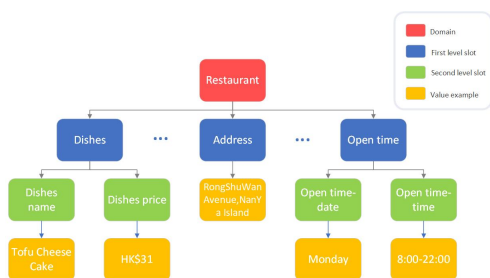 Domain
First level slot
Second level slot
Value example
Restaurant
Dishes
...
Address
...
Open time
Dishes
name
Dishes price
RongShuWan
Avenue,NanY
a Island
Open time-
date
Open time-
time
Tofu Cheese
Cake
HK$31
Monday
8:00-22:00